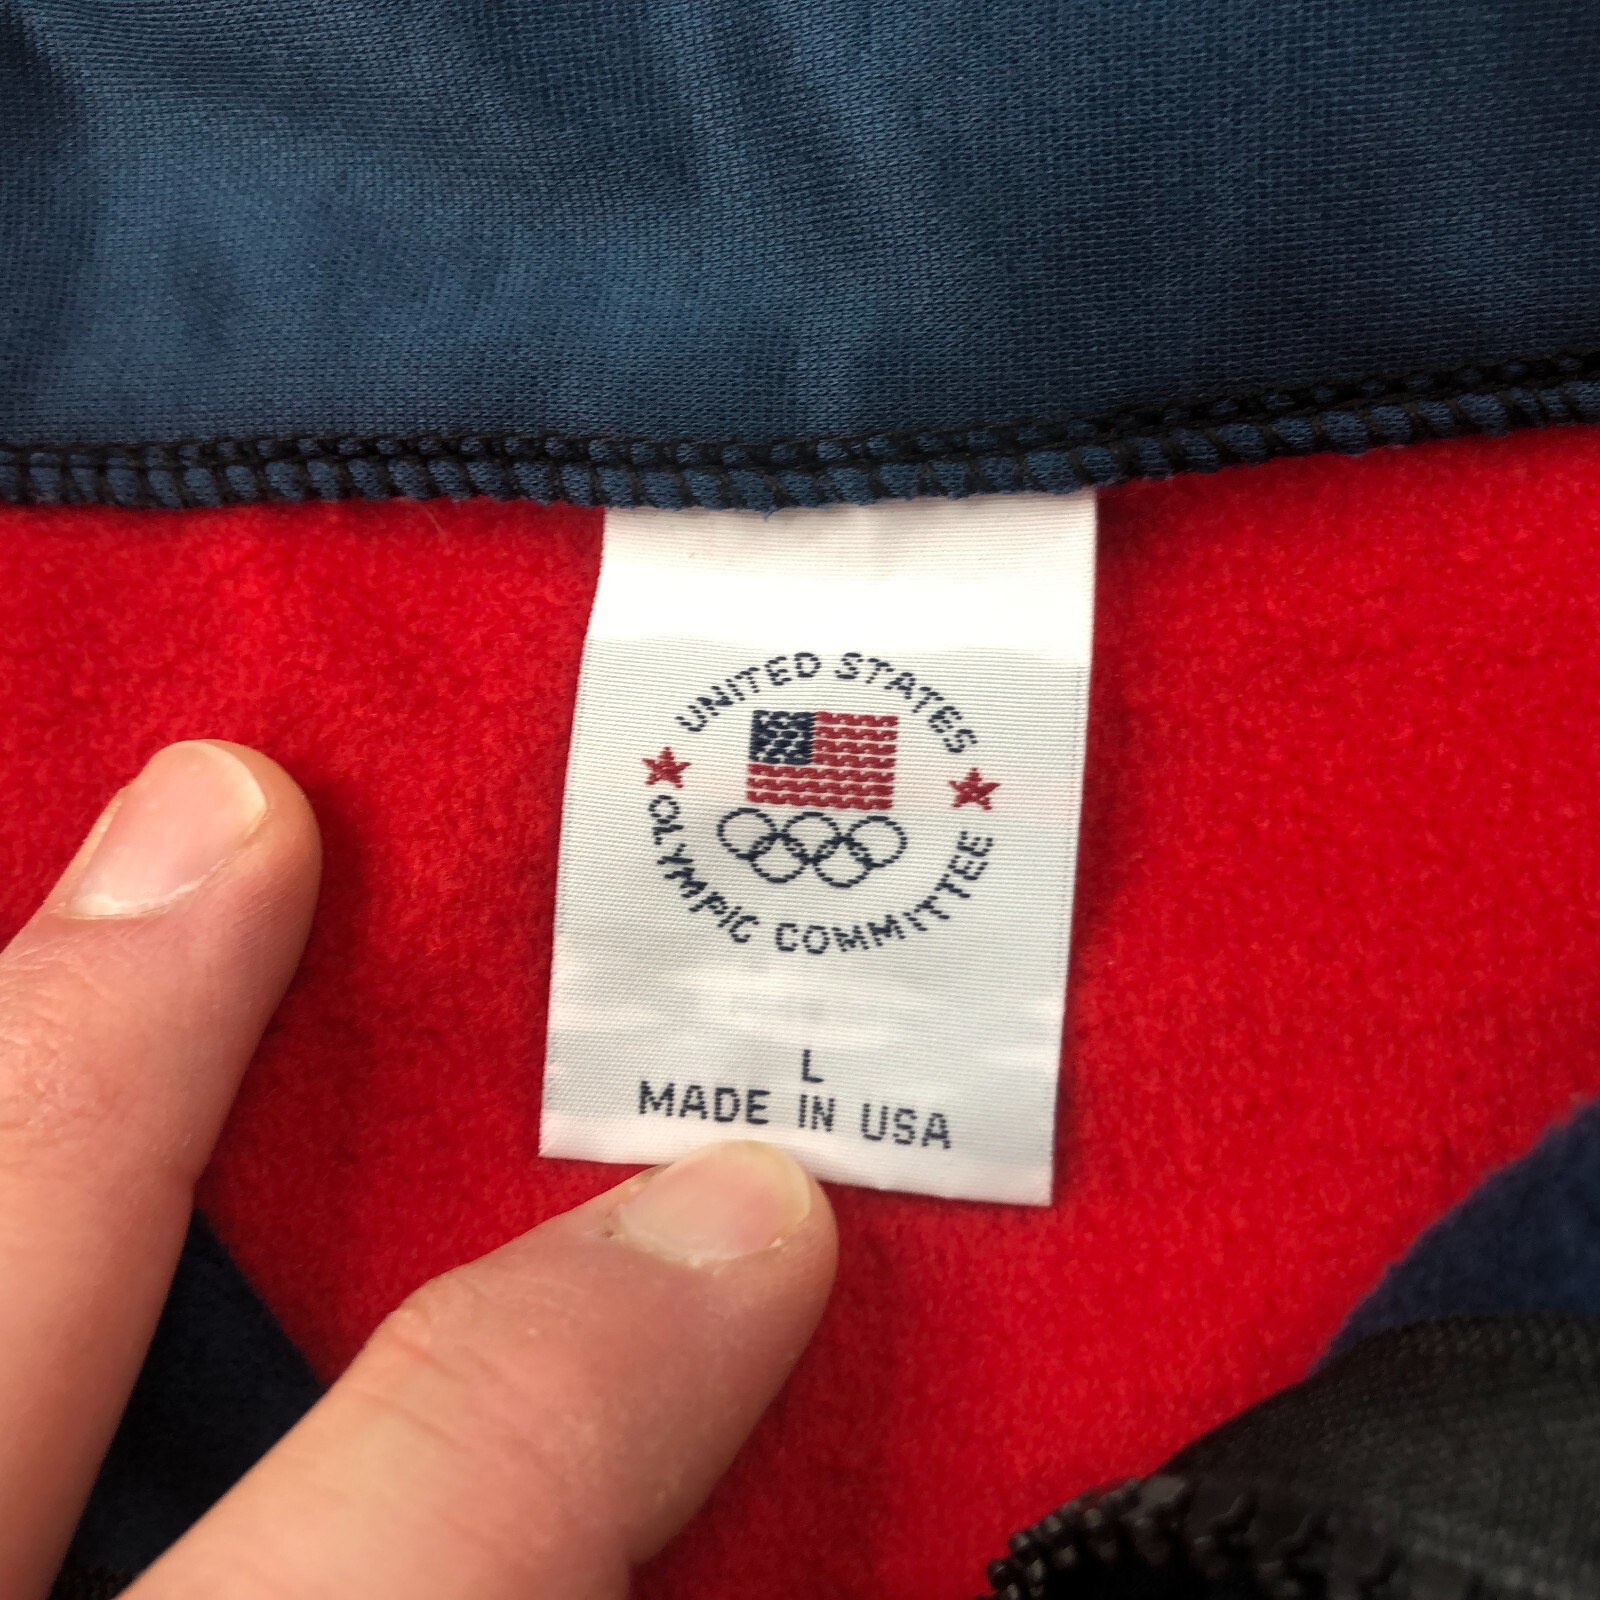 UNITED STATES
OLYMPIC COMMITTEE
L
MADE IN USA